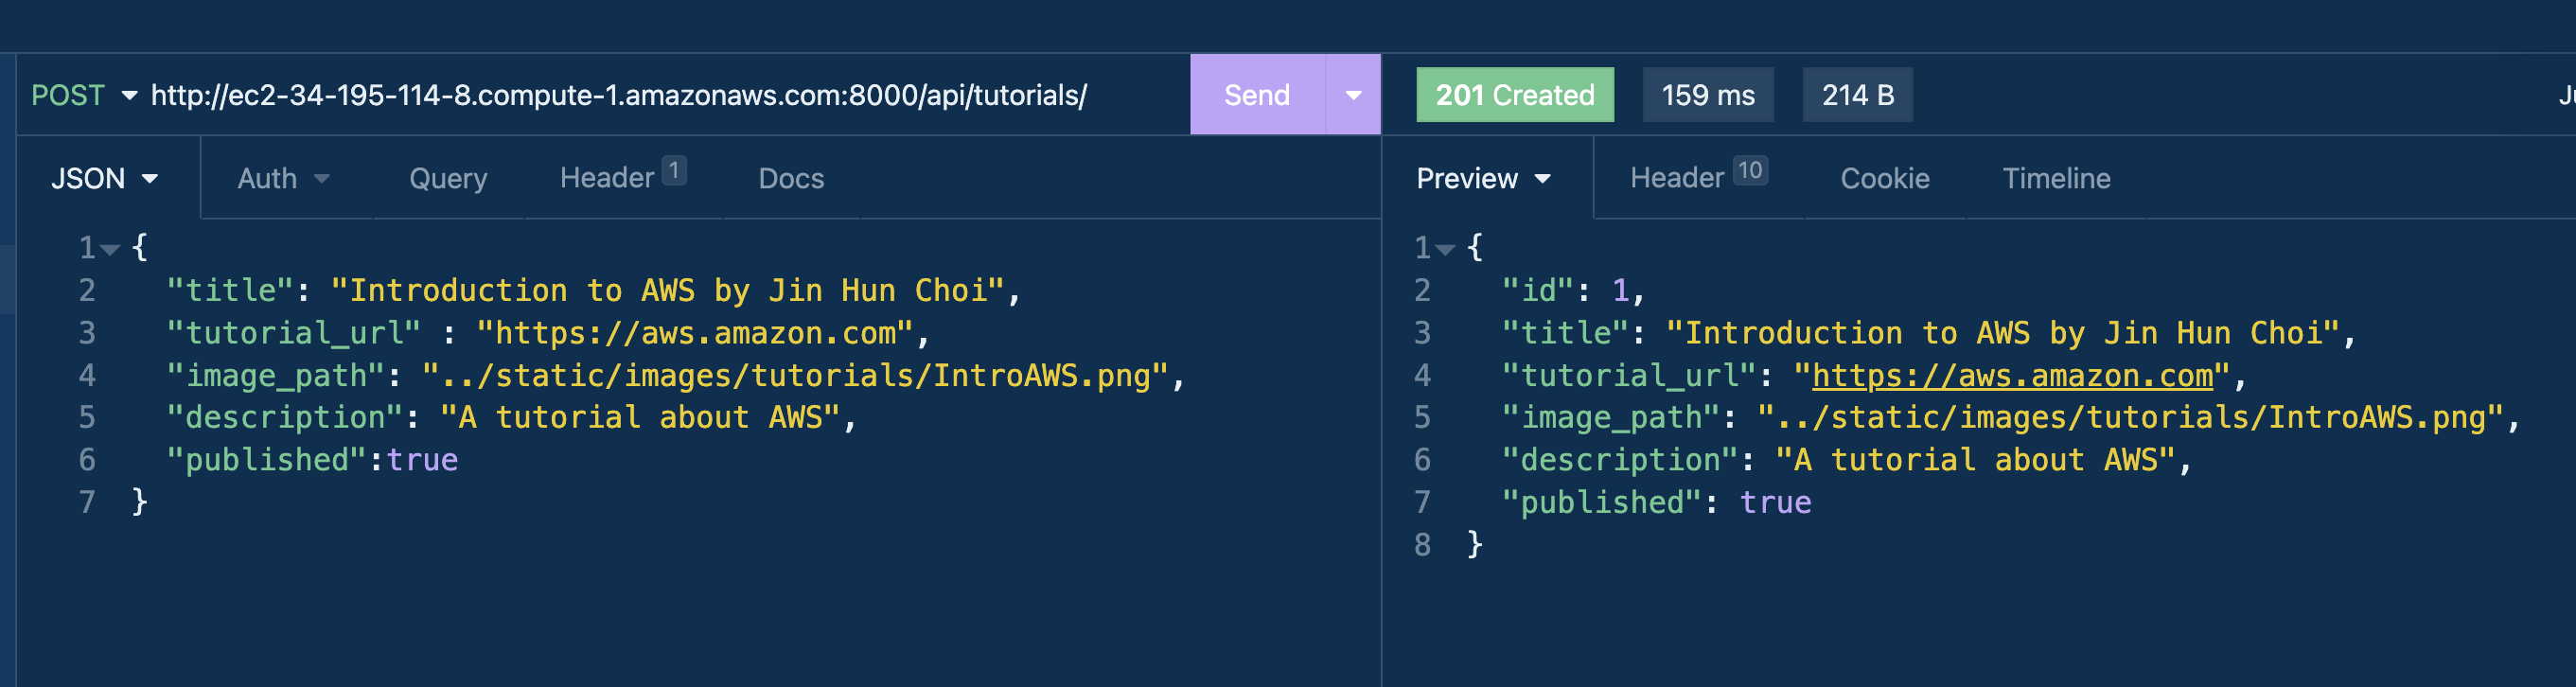 POST http://ec2-34-195-114-8.compute-1.amazonaws.com:8000/api/tutorials/ Send
JSON Auth Query Header 1 Docs
1 {
2 "title": "Introduction to AWS by Jin Hun Choi",
3 "tutorial_url" : "https://aws.amazon.com",
4 "image_path": "../static/images/tutorials/IntroAWS.png",
5 "description": "A tutorial about AWS",
6 "published":true
7 }
201 Created 159 ms 214 B
Preview Header 10 Cookie Timeline
1 {
2 "id": 1,
3 "title": "Introduction to AWS by Jin Hun Choi",
4 "tutorial_url": "https://aws.amazon.com",
5 "image_path": "../static/images/tutorials/IntroAWS.png",
6 "description": "A tutorial about AWS",
7 "published": true
8 }